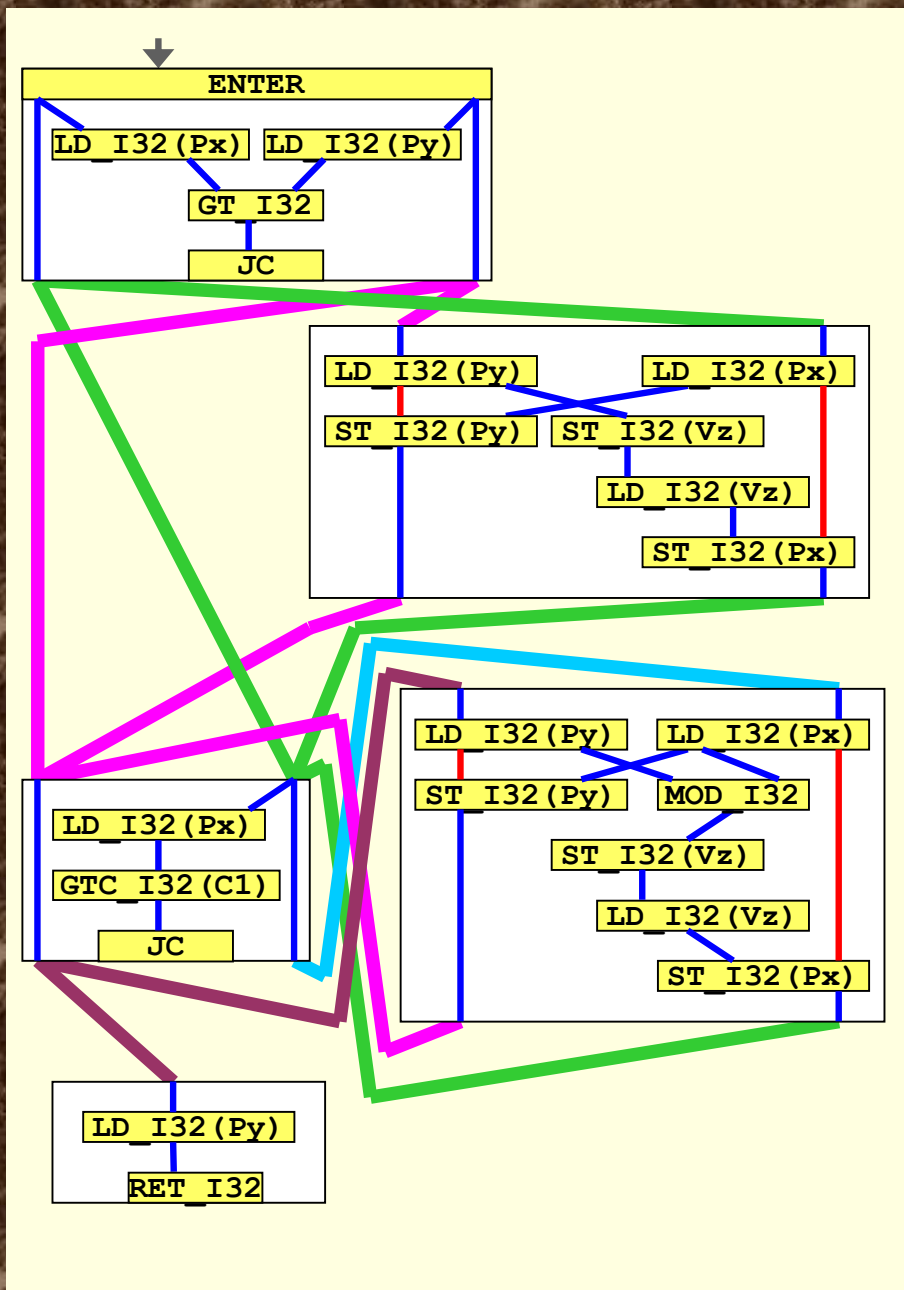 ENTER
LD_I32(Px) LD_I32(Py)
GT_I32
JC
LD_I32(Py) LD_I32(Px)
ST_I32(Py) ST_I32(Vz)
LD_I32(Vz)
ST_I32(Px)
LD_I32(Py) LD_I32(Px)
ST_I32(Py) MOD_I32
ST_I32(Vz)
LD_I32(Vz)
ST_I32(Px)
LD_I32(Px)
GTC_I32(C1)
JC
LD_I32(Py)
RET_I32